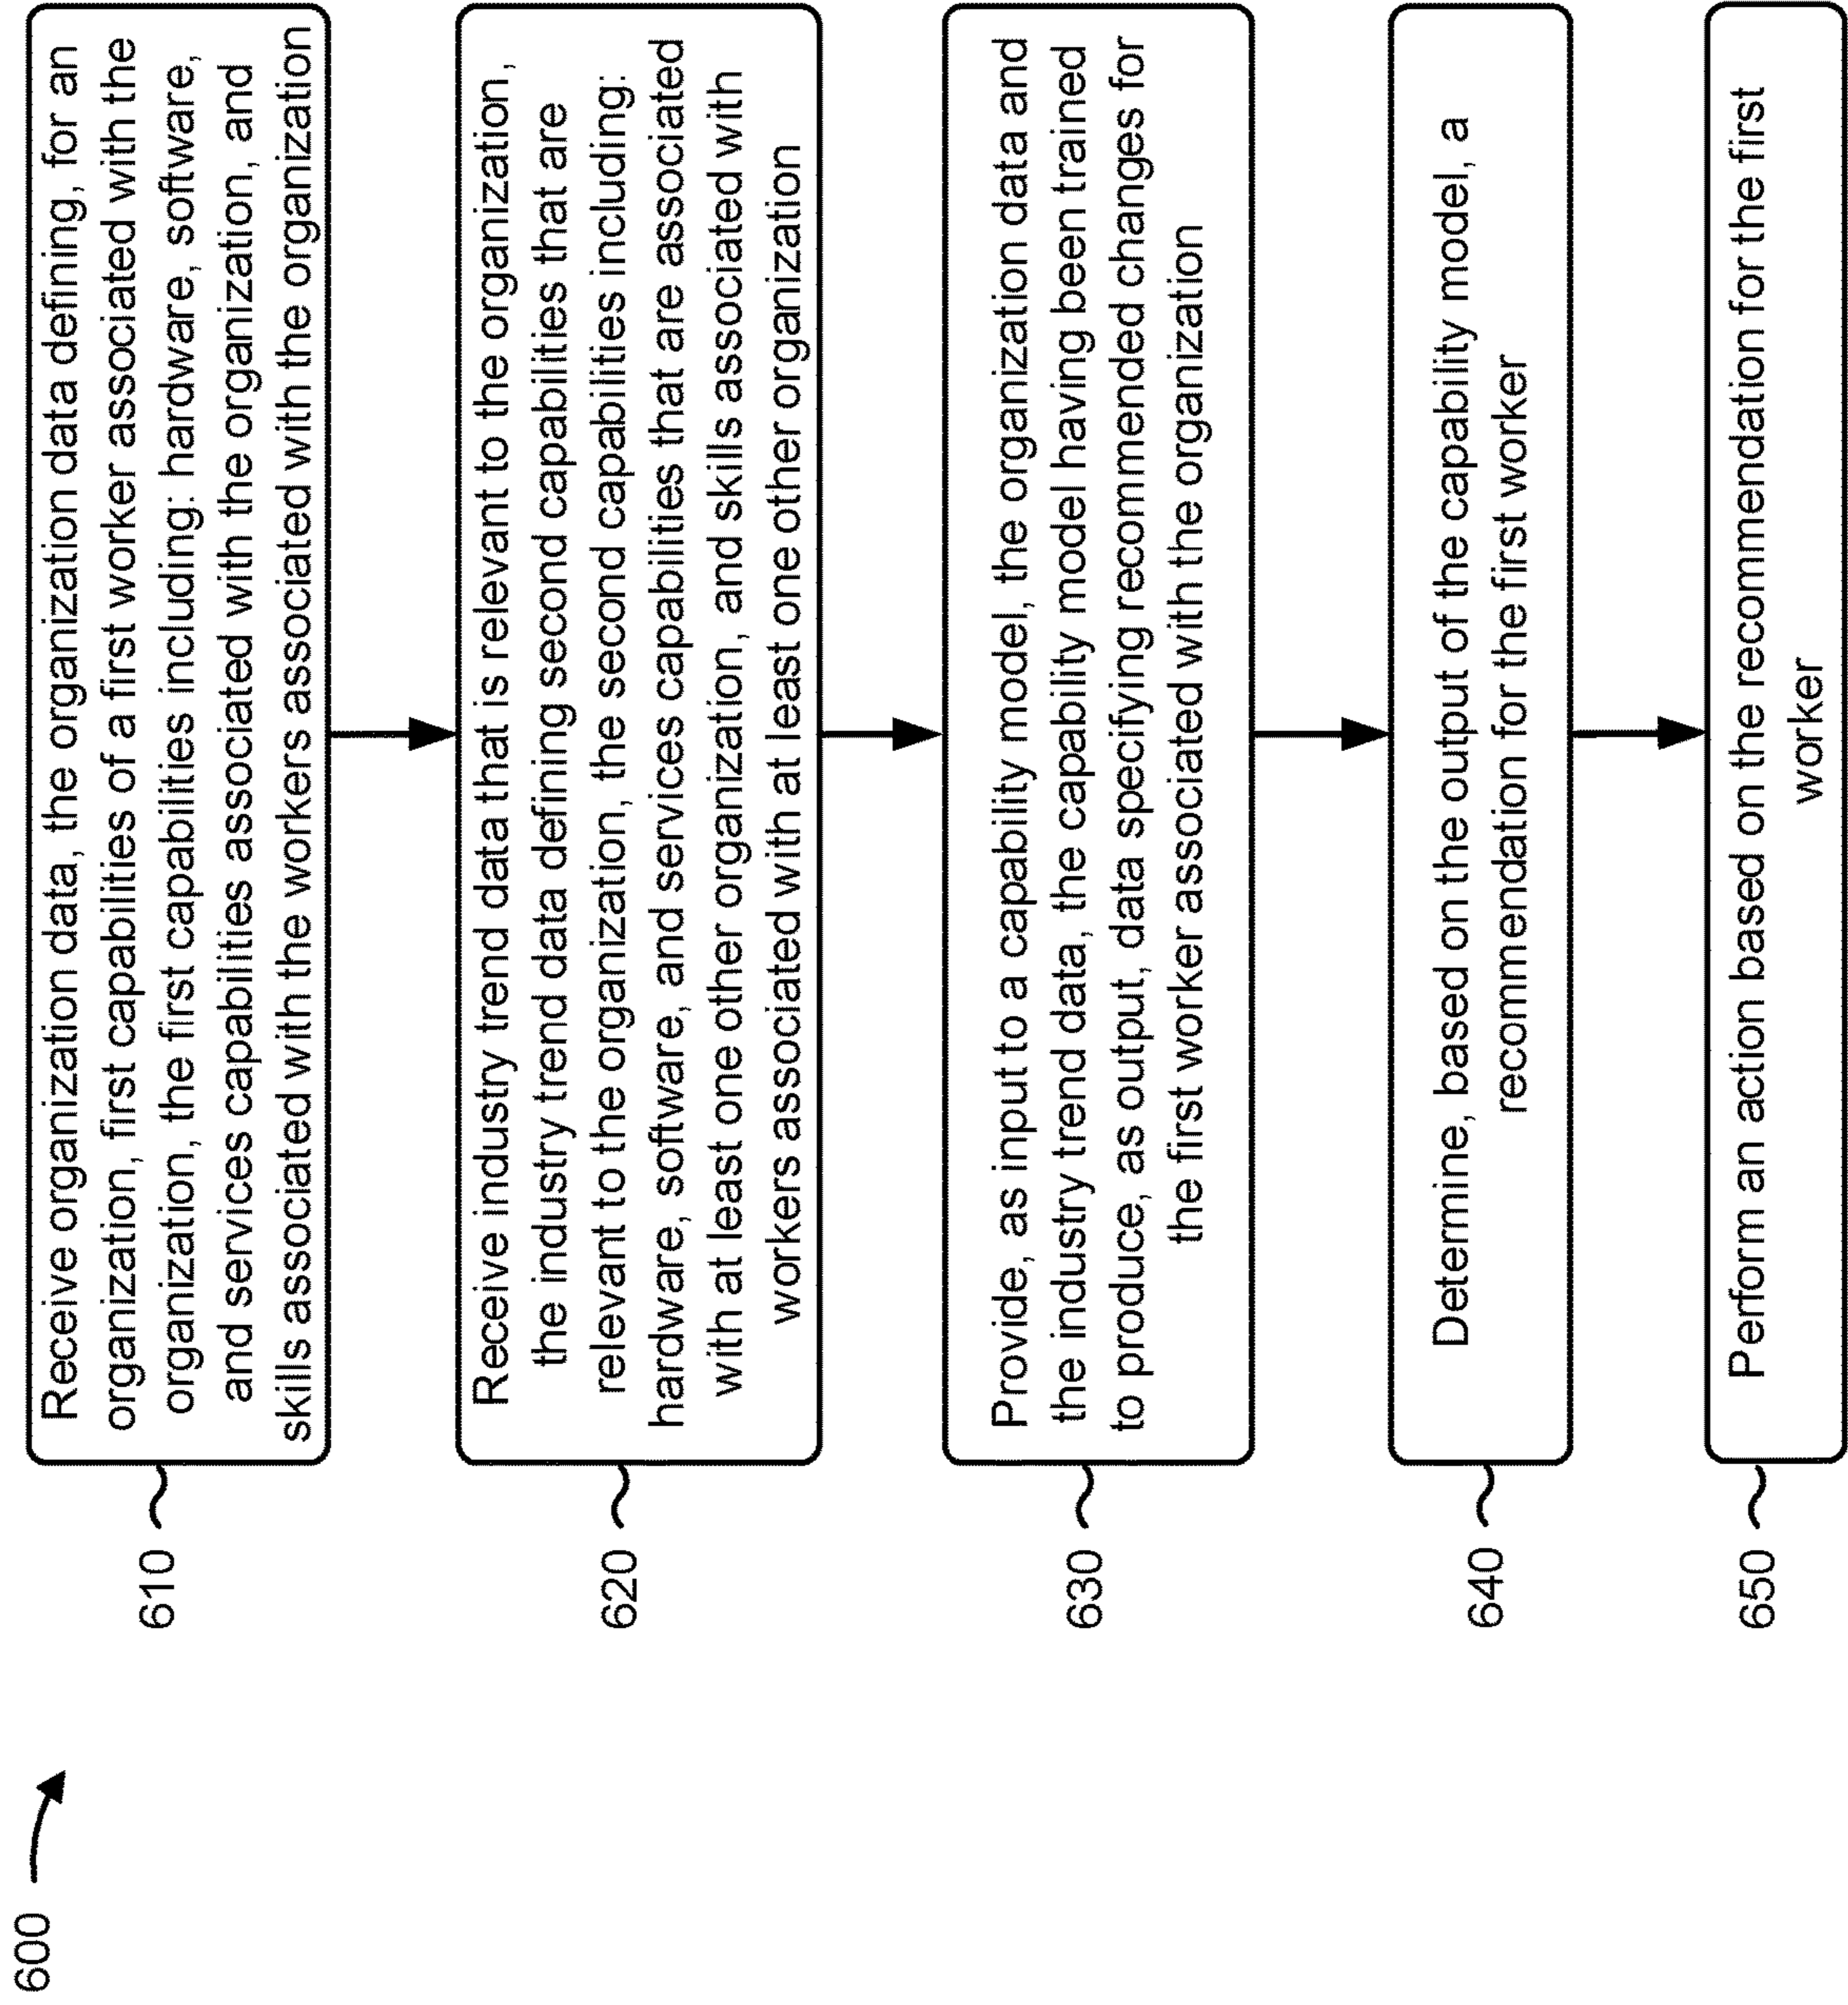 600
610
Receive organization data, the organization data defining, for an
organization, first capabilities of a first worker associated with the
organization, the first capabilities including: hardware, software,
and services capabilities associated with the organization, and
skills associated with the workers associated with the organization
620
Receive industry trend data that is relevant to the organization,
the industry trend data defining second capabilities that are
relevant to the organization, the second capabilities including:
hardware, software, and services capabilities that are associated
with at least one other organization, and skills associated with
workers associated with at least one other organization
630
Provide, as input to a capability model, the organization data and
the industry trend data, the capability model having been trained
to produce, as output, data specifying recommended changes for
the first worker associated with the organization
640
Determine, based on the output of the capability model, a
recommendation for the first worker
650
Perform an action based on the recommendation for the first
worker